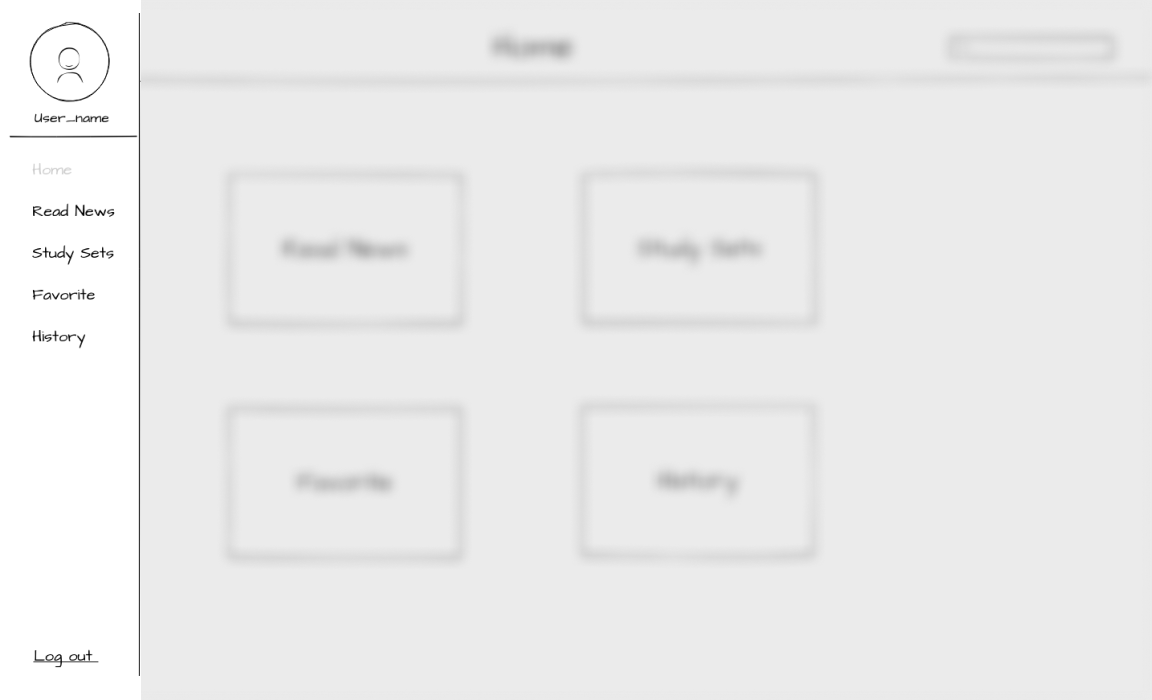 User_name
Home
Read News
Study Sets
Favorite
History
Log out
Home
Read News
Study Sets
Favorite
History